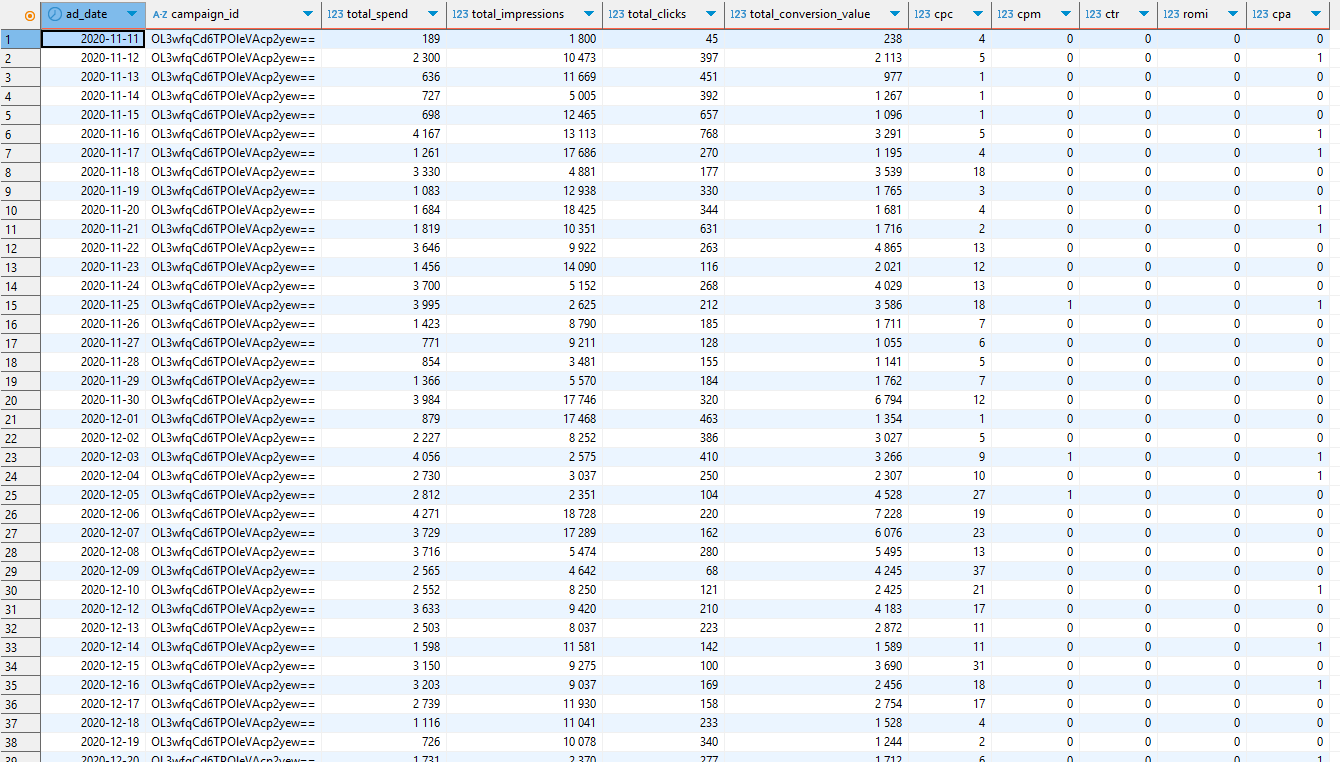 ad_date A-Z campaign_id 123 total_spend 123 total_impressions 123 total_clicks 123 total_conversion_value 123 cpc 123 cpm 123 ctr 123 romi 123 cpa
1 2020-11-11 OL3wfqCd6TPOIeVAcp2yew== 189 1 800 45 238 4 0 0 0 0
2 2020-11-12 OL3wfqCd6TPOIeVAcp2yew== 2 300 10 473 397 2 113 5 0 0 0 1
3 2020-11-13 OL3wfqCd6TPOIeVAcp2yew== 636 11 669 451 977 1 0 0 0 0
4 2020-11-14 OL3wfqCd6TPOIeVAcp2yew== 727 5 005 392 1 267 1 0 0 0 0
5 2020-11-15 OL3wfqCd6TPOIeVAcp2yew== 698 12 465 657 1 096 1 0 0 0 0
6 2020-11-16 OL3wfqCd6TPOIeVAcp2yew== 4 167 13 113 768 3 291 5 0 0 0 1
7 2020-11-17 OL3wfqCd6TPOIeVAcp2yew== 1 261 17 686 270 1 195 4 0 0 0 1
8 2020-11-18 OL3wfqCd6TPOIeVAcp2yew== 3 330 4 881 177 3 539 18 0 0 0 0
9 2020-11-19 OL3wfqCd6TPOIeVAcp2yew== 1 083 12 938 330 1 765 3 0 0 0 0
10 2020-11-20 OL3wfqCd6TPOIeVAcp2yew== 1 684 18 425 344 1 681 4 0 0 0 1
11 2020-11-21 OL3wfqCd6TPOIeVAcp2yew== 1 819 10 351 631 1 716 2 0 0 0 1
12 2020-11-22 OL3wfqCd6TPOIeVAcp2yew== 3 646 9 922 263 4 865 13 0 0 0 0
13 2020-11-23 OL3wfqCd6TPOIeVAcp2yew== 1 456 14 090 116 2 021 12 0 0 0 0
14 2020-11-24 OL3wfqCd6TPOIeVAcp2yew== 3 700 5 152 268 4 029 13 0 0 0 0
15 2020-11-25 OL3wfqCd6TPOIeVAcp2yew== 3 995 2 625 212 3 586 18 1 0 0 1
16 2020-11-26 OL3wfqCd6TPOIeVAcp2yew== 1 423 8 790 185 1 711 7 0 0 0 0
17 2020-11-27 OL3wfqCd6TPOIeVAcp2yew== 771 9 211 128 1 055 6 0 0 0 0
18 2020-11-28 OL3wfqCd6TPOIeVAcp2yew== 854 3 481 155 1 141 5 0 0 0 0
19 2020-11-29 OL3wfqCd6TPOIeVAcp2yew== 1 366 5 570 184 1 762 7 0 0 0 0
20 2020-11-30 OL3wfqCd6TPOIeVAcp2yew== 3 984 17 746 320 6 794 12 0 0 0 0
21 2020-12-01 OL3wfqCd6TPOIeVAcp2yew== 879 17 468 463 1 354 1 0 0 0 0
22 2020-12-02 OL3wfqCd6TPOIeVAcp2yew== 2 227 8 252 386 3 027 5 0 0 0 0
23 2020-12-03 OL3wfqCd6TPOIeVAcp2yew== 4 056 2 575 410 3 266 9 1 0 0 1
24 2020-12-04 OL3wfqCd6TPOIeVAcp2yew== 2 730 3 037 250 2 307 10 0 0 0 1
25 2020-12-05 OL3wfqCd6TPOIeVAcp2yew== 2 812 2 351 104 4 528 27 1 0 0 0
26 2020-12-06 OL3wfqCd6TPOIeVAcp2yew== 4 271 18 728 220 7 228 19 0 0 0 0
27 2020-12-07 OL3wfqCd6TPOIeVAcp2yew== 3 729 17 289 162 6 076 23 0 0 0 0
28 2020-12-08 OL3wfqCd6TPOIeVAcp2yew== 3 716 5 474 280 5 495 13 0 0 0 0
29 2020-12-09 OL3wfqCd6TPOIeVAcp2yew== 2 565 4 642 68 4 245 37 0 0 0 0
30 2020-12-10 OL3wfqCd6TPOIeVAcp2yew== 2 552 8 250 121 2 425 21 0 0 0 1
31 2020-12-12 OL3wfqCd6TPOIeVAcp2yew== 3 633 9 420 210 4 183 17 0 0 0 0
32 2020-12-13 OL3wfqCd6TPOIeVAcp2yew== 2 503 8 037 223 2 872 11 0 0 0 0
33 2020-12-14 OL3wfqCd6TPOIeVAcp2yew== 1 598 11 581 142 1 589 11 0 0 0 1
34 2020-12-15 OL3wfqCd6TPOIeVAcp2yew== 3 150 9 275 100 3 690 31 0 0 0 0
35 2020-12-16 OL3wfqCd6TPOIeVAcp2yew== 3 203 9 037 169 2 456 18 0 0 0 1
36 2020-12-17 OL3wfqCd6TPOIeVAcp2yew== 2 739 11 930 158 2 754 17 0 0 0 0
37 2020-12-18 OL3wfqCd6TPOIeVAcp2yew== 1 116 11 041 233 1 528 4 0 0 0 0
38 2020-12-19 OL3wfqCd6TPOIeVAcp2yew== 726 10 078 340 1 244 2 0 0 0 0
39 2020-12-20 OL3wfqCd6TPOIeVAcp2yew== 1 731 2 370 277 1 712 6 0 0 0 1